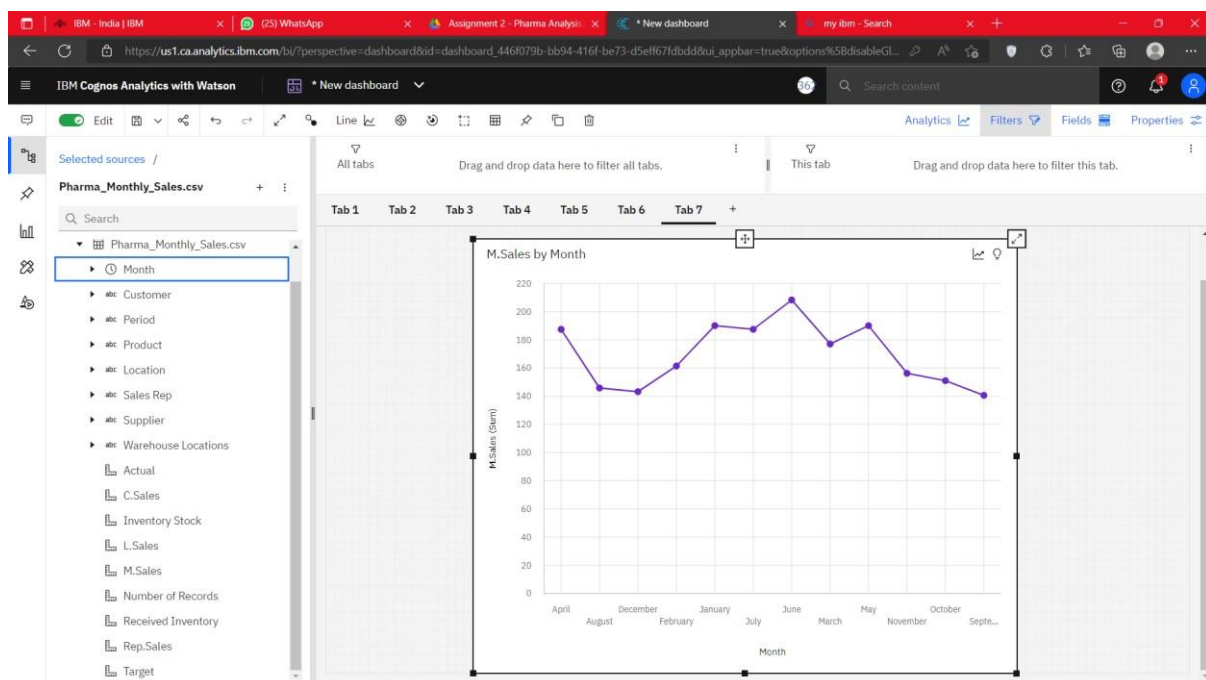 IBM - India | IBM
(25) WhatsApp
Assignment 2 - Pharma Analysis
* New dashboard
my ibm - Search
https://us1.ca.analytics.ibm.com/bi/?perspective=dashboard&id=dashboard_446f079b-bb94-416f-be73-d5eff67fdbdd&ui_appbar=true&options%5BdisableGl...
IBM Cognos Analytics with Watson
* New dashboard
Search content
Edit
Line
Analytics
Filters
Fields
Properties
Selected sources /
Pharma_Monthly_Sales.csv
Search
Pharma_Monthly_Sales.csv
Month
abc Customer
abc Period
abc Product
abc Location
abc Sales Rep
abc Supplier
abc Warehouse Locations
Actual
C.Sales
Inventory Stock
L.Sales
M.Sales
Number of Records
Received Inventory
Rep.Sales
Target
All tabs
Drag and drop data here to filter all tabs.
This tab
Drag and drop data here to filter this tab.
Tab 1 Tab 2 Tab 3 Tab 4 Tab 5 Tab 6 Tab 7 +
M.Sales by Month
220
200
180
160
140
120
100
80
60
40
20
0
M.Sales (Sum)
April December January June May October
August February July March November Septe...
Month